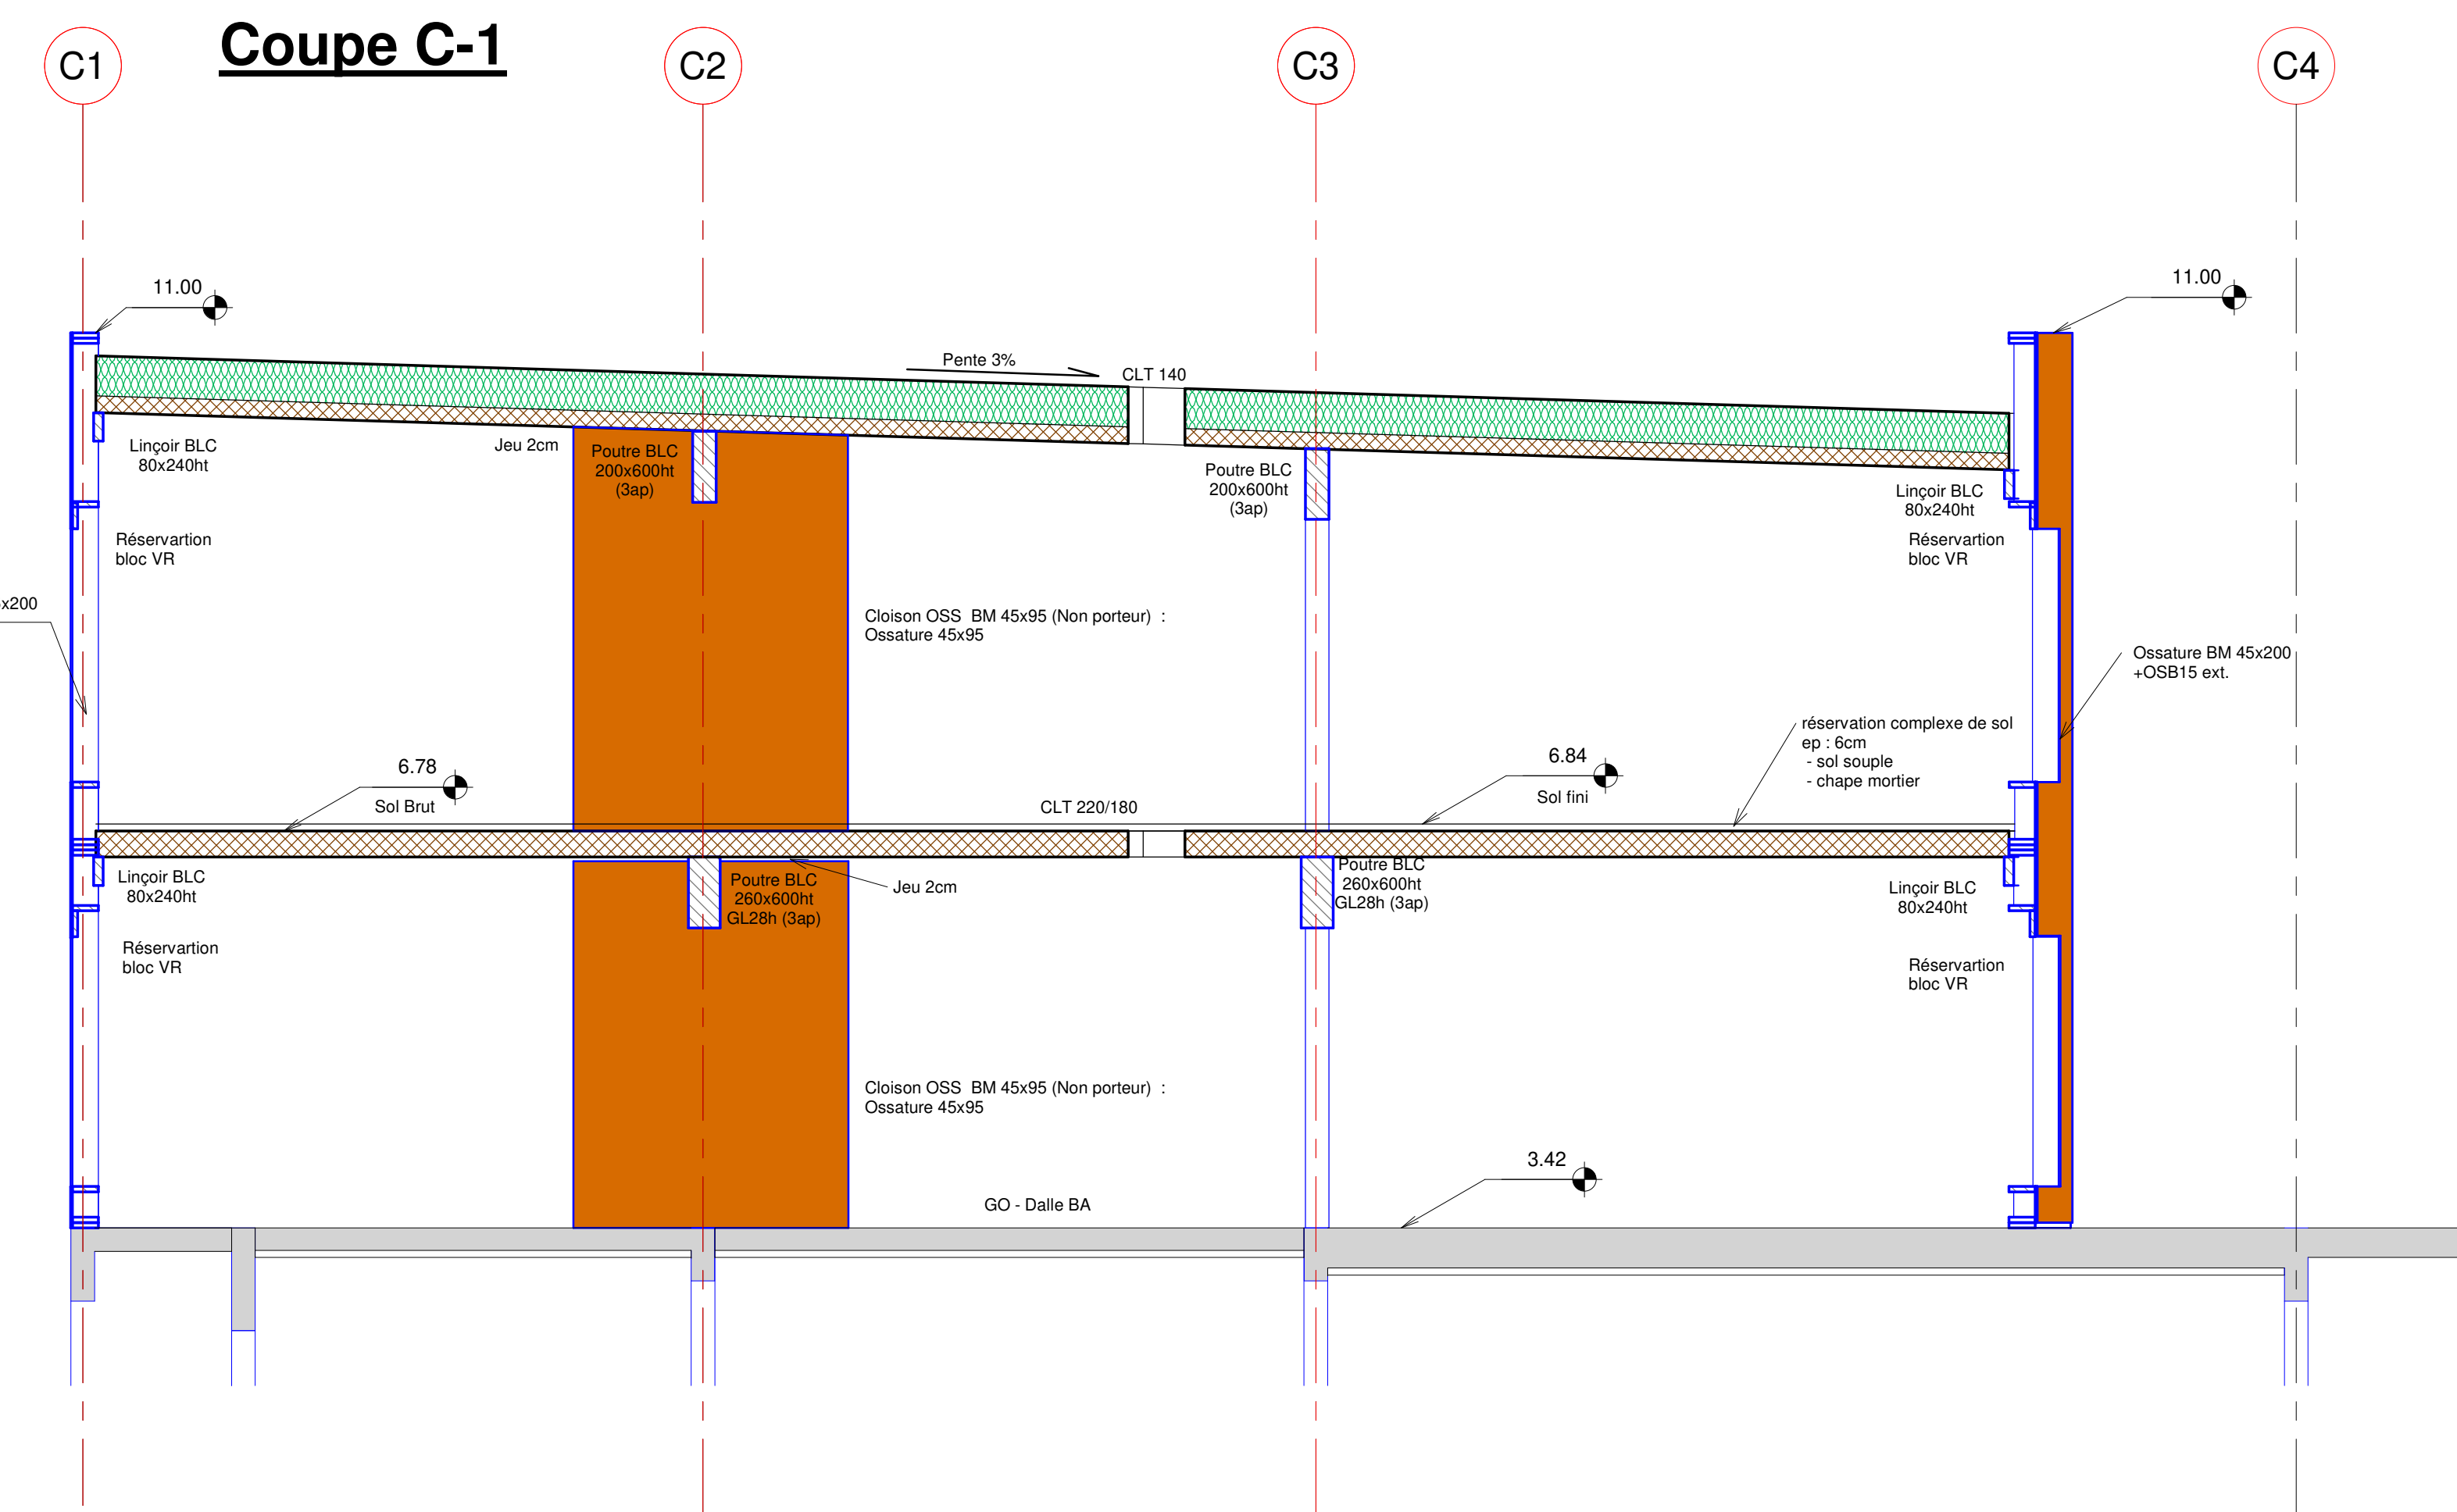 C1
Coupe C-1
C2
C3
C4
11.00
11.00
Pente 3%
CLT 140
Linçoir BLC
80x240ht
Jeu 2cm
Poutre BLC
200x600ht
(3ap)
Poutre BLC
200x600ht
(3ap)
Linçoir BLC
80x240ht
Réservartion
bloc VR
Réservartion
bloc VR
x200
Cloison OSS  BM 45x95 (Non porteur)  :
Ossature 45x95
Ossature BM 45x200
+OSB15 ext.
réservation complexe de sol
ep : 6cm
- sol souple
- chape mortier
6.78
Sol Brut
6.84
Sol fini
CLT 220/180
Linçoir BLC
80x240ht
Poutre BLC
260x600ht
GL28h (3ap)
Jeu 2cm
Poutre BLC
260x600ht
GL28h (3ap)
Linçoir BLC
80x240ht
Réservartion
bloc VR
Réservartion
bloc VR
Cloison OSS  BM 45x95 (Non porteur)  :
Ossature 45x95
3.42
GO - Dalle BA